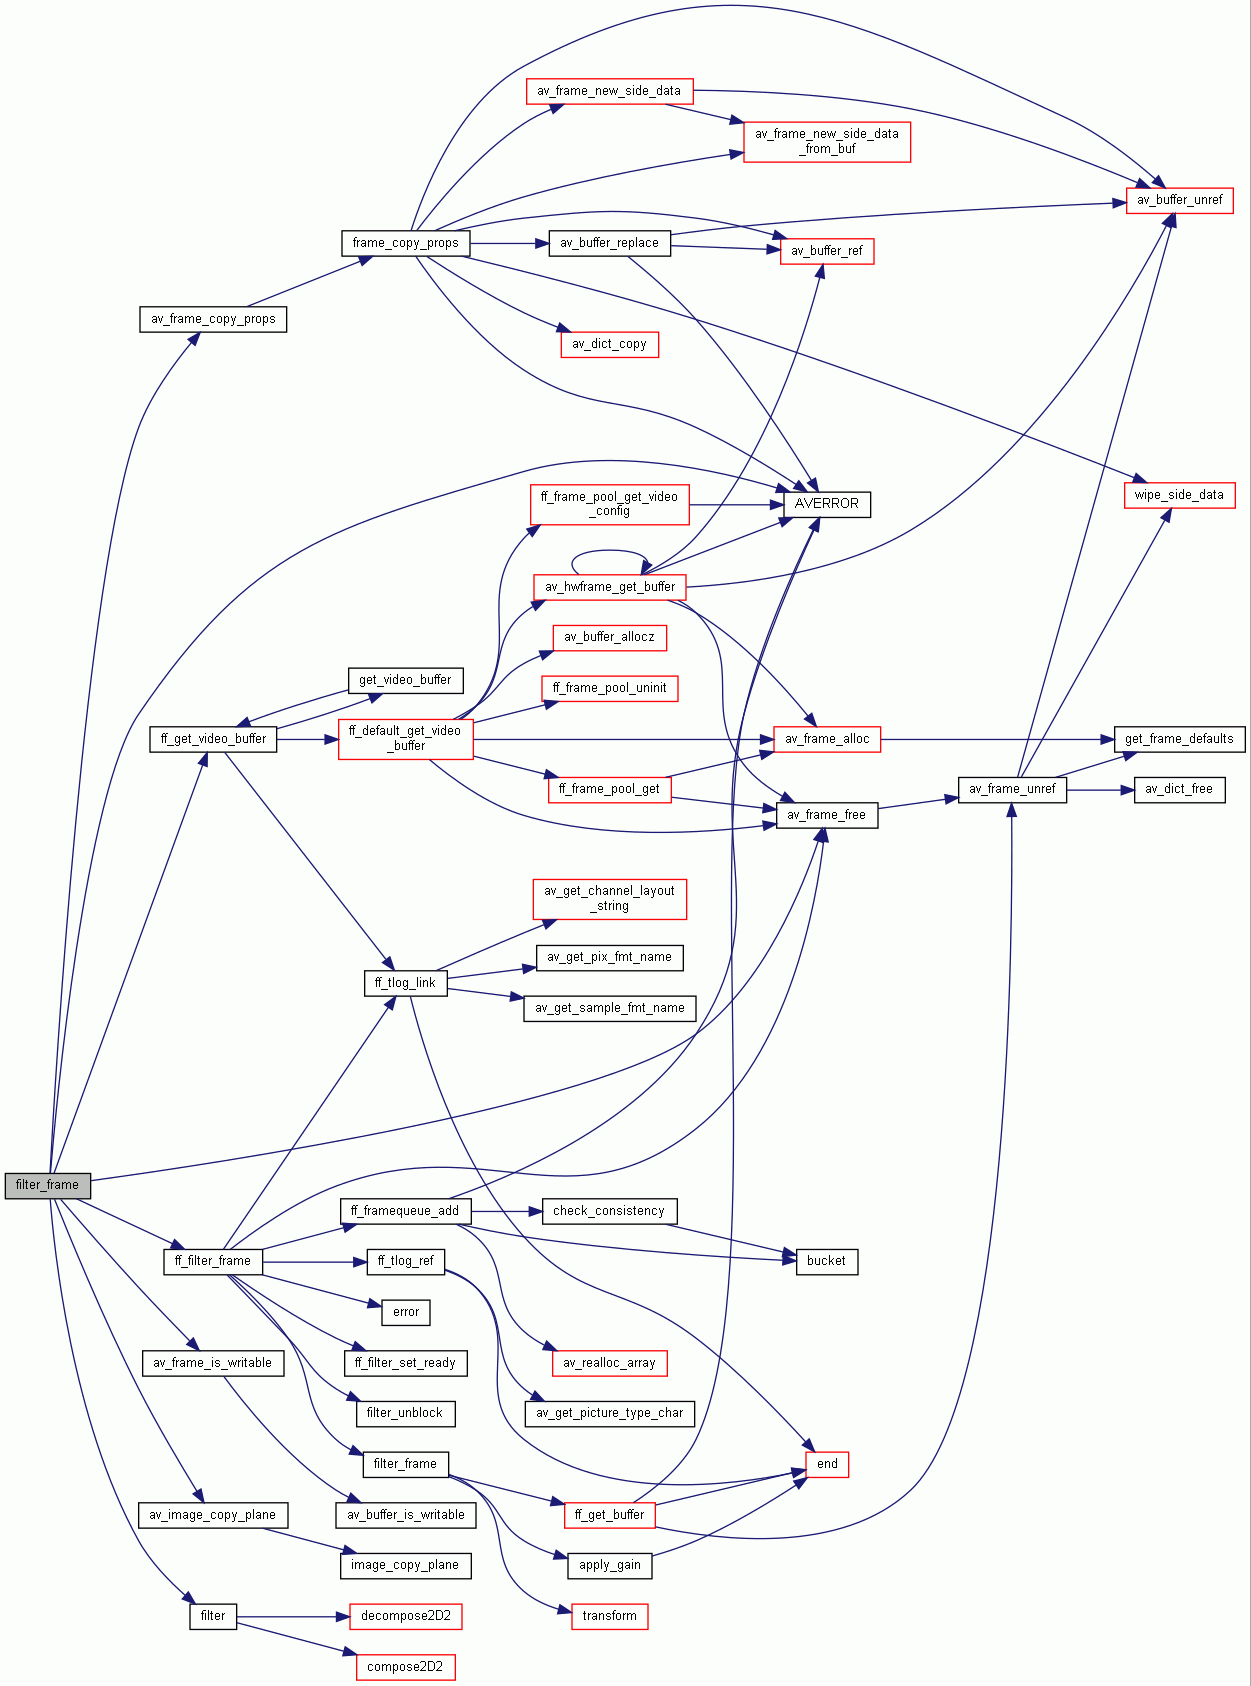 av_frame_new_side_data
av_frame_new_side_data
_from_buf
av_buffer_unref
frame_copy_props
av_buffer_replace
av_buffer_ref
av_frame_copy_props
av_dict_copy
ff_frame_pool_get_video
_config
AVERROR
wipe_side_data
av_hwframe_get_buffer
av_buffer_allocz
get_video_buffer
ff_frame_pool_uninit
ff_get_video_buffer
ff_default_get_video
_buffer
av_frame_alloc
get_frame_defaults
ff_frame_pool_get
av_frame_unref
av_dict_free
av_frame_free
av_get_channel_layout
_string
av_get_pix_fmt_name
ff_tlog_link
av_get_sample_fmt_name
filter_frame
ff_framequeue_add
check_consistency
ff_filter_frame
ff_tlog_ref
bucket
error
av_frame_is_writable
ff_filter_set_ready
av_realloc_array
filter_unblock
av_get_picture_type_char
filter_frame
end
av_image_copy_plane
av_buffer_is_writable
ff_get_buffer
image_copy_plane
apply_gain
filter
decompose2D2
transform
compose2D2